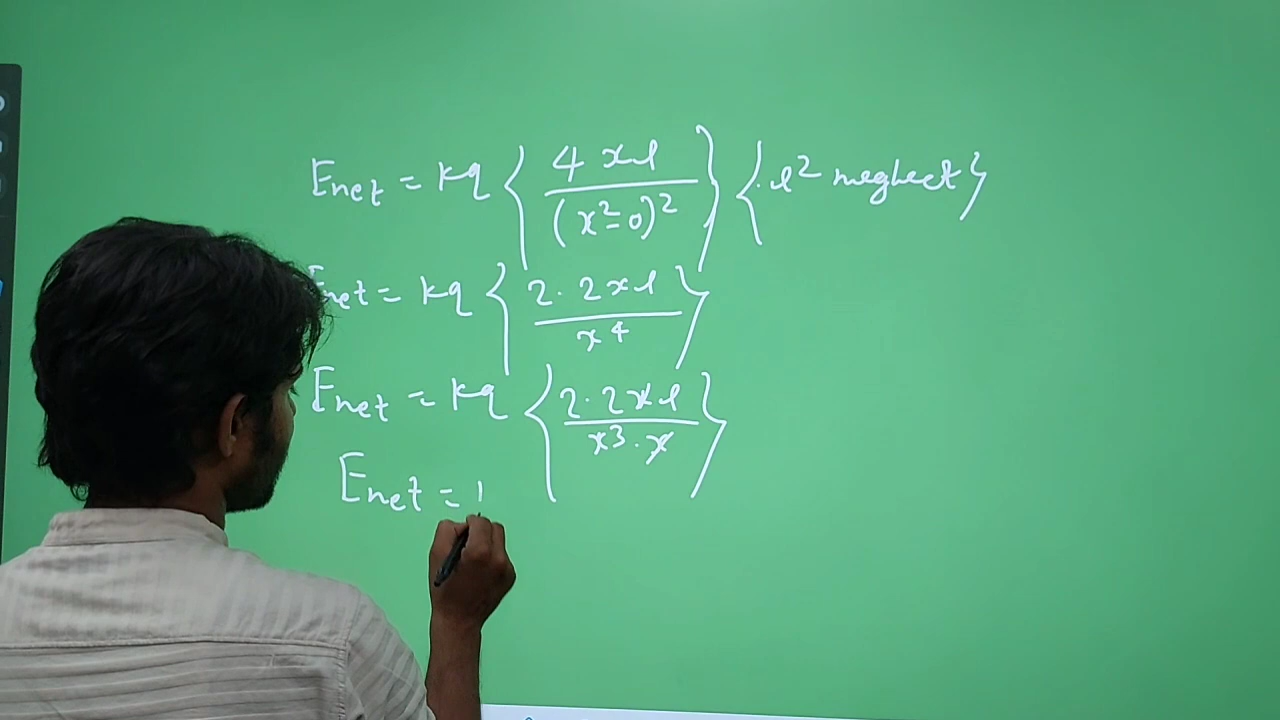 Enet = kq { 4xl / (x² - 0)² } { l² neglect }
Enet = kq { 2 · 2xl / x⁴ }
Enet = kq { 2 · 2xl / x³ · x }
Enet =